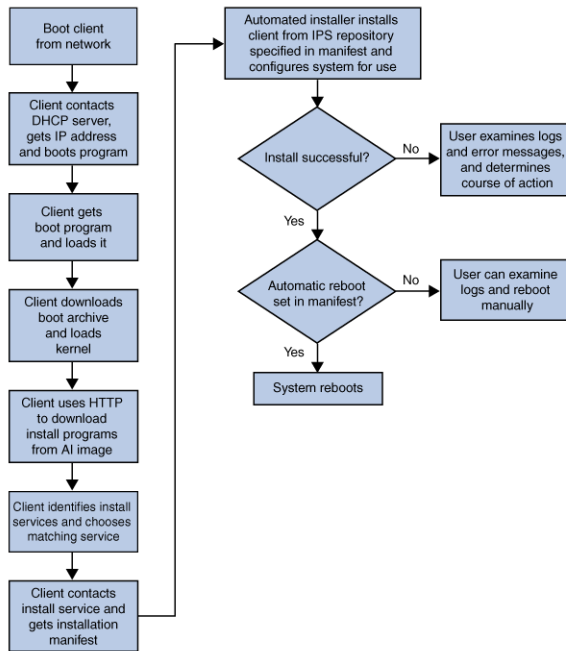 Boot client
from network
Client contacts
DHCP server,
gets IP address
and boots program
Client gets
boot program
and loads it
Client downloads
boot archive
and loads
kernel
Client uses HTTP
to download
install programs
from AI image
Client identifies install
services and chooses
matching service
Client contacts
install service and
gets installation
manifest
Automated installer installs
client from IPS repository
specified in manifest and
configures system for use
Install successful?
No
User examines logs
and error messages,
and determines
course of action
Yes
Automatic reboot
set in manifest?
No
User can examine
logs and reboot
manually
Yes
System reboots